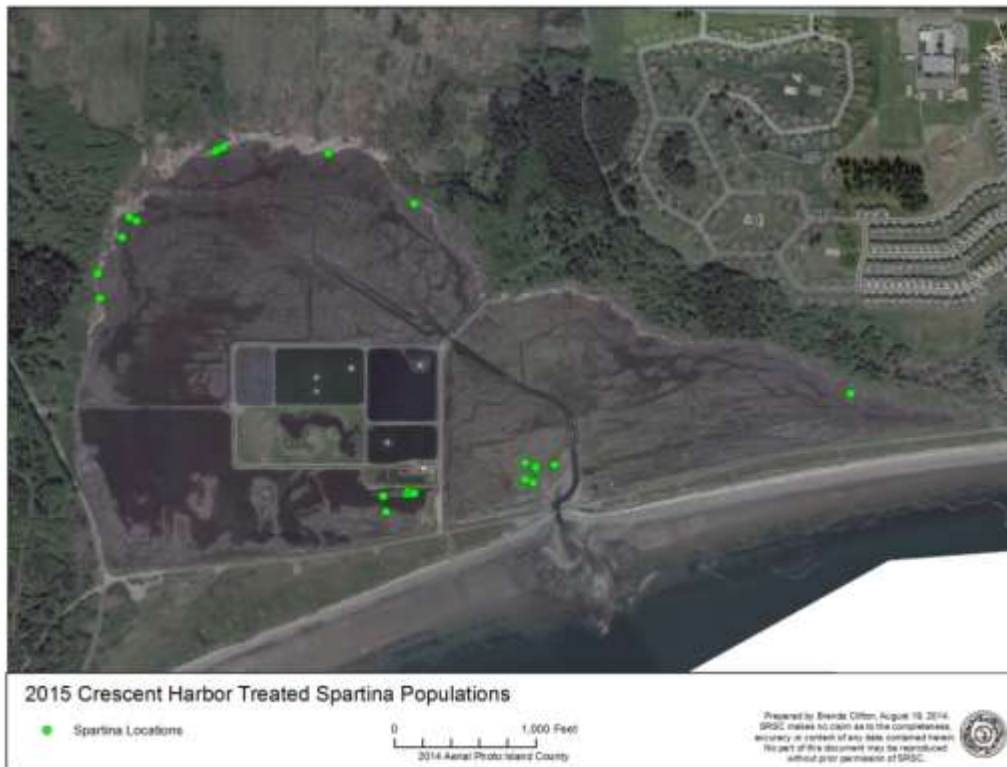 2015 Crescent Harbor Treated Spartina Populations
Spartina Locations
0 1,000 Feet
2014 Aerial Photo Island County
Prepared by Brenda Clifton, August 19, 2014.
SRSC makes no claim as to the completeness,
accuracy or content of any data contained herein.
No part of this document may be reproduced
without prior permission of SRSC.